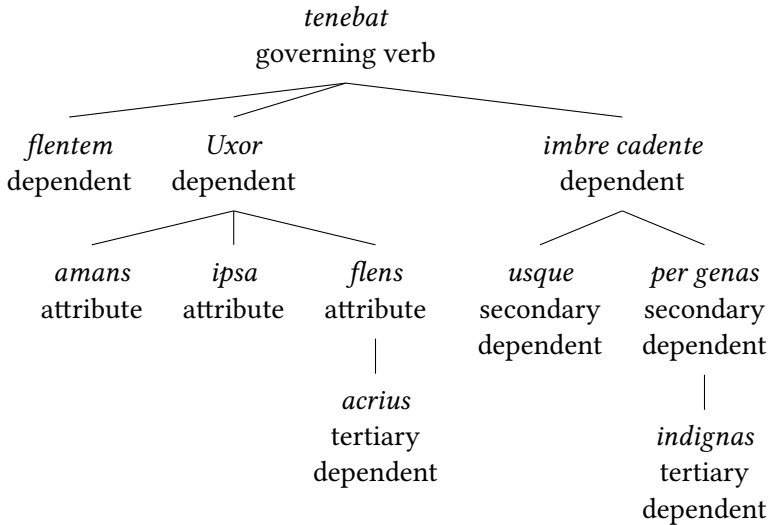 tenebat
governing verb
flentem Uxor imbre cadente
dependent dependent dependent
amans ipsa flens usque per genas
attribute attribute attribute secondary secondary
dependent dependent
acrius
tertiary indignas
dependent tertiary
dependent